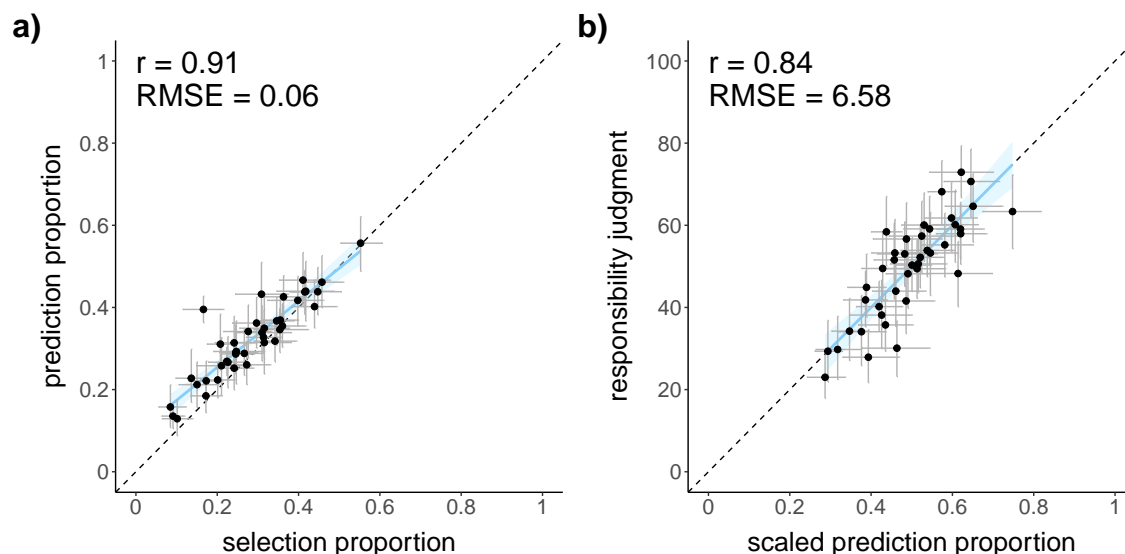 a)
r = 0.91
RMSE = 0.06
prediction proportion
1
0.8
0.6
0.4
0.2
0
0 0.2 0.4 0.6 0.8 1
selection proportion
b)
r = 0.84
RMSE = 6.58
responsibility judgment
100
80
60
40
20
0
0 0.2 0.4 0.6 0.8 1
scaled prediction proportion